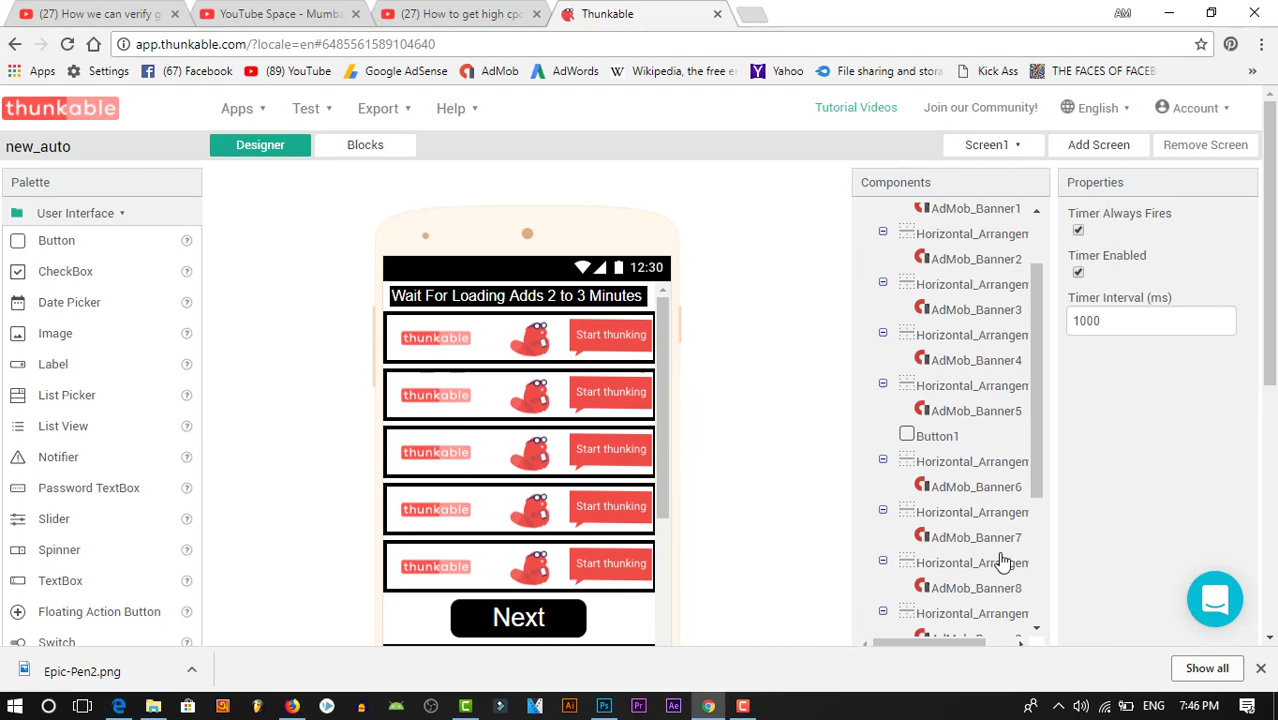 (27) How we can verify g
YouTube Space - Mumba
(27) How to get high cpc
Thunkable
AM
app.thunkable.com/?locale=en#6485561589104640
Apps
Settings
(67) Facebook
(89) YouTube
Google AdSense
AdMob
AdWords
Wikipedia, the free e
Yahoo
File sharing and stora
Kick Ass
THE FACES OF FACEB
»
thunkable
Apps
Test
Export
Help
Tutorial Videos
Join our Community!
English
Account
new_auto
Designer
Blocks
Screen1
Add Screen
Remove Screen
Palette
User Interface
Button
CheckBox
Date Picker
Image
Label
List Picker
List View
Notifier
Password TextBox
Slider
Spinner
TextBox
Floating Action Button
Switch
12:30
Wait For Loading Adds 2 to 3 Minutes
thunkable
Start thunking
thunkable
Start thunking
thunkable
Start thunking
thunkable
Start thunking
thunkable
Start thunking
Next
Components
AdMob_Banner1
Horizontal_Arrangem
AdMob_Banner2
Horizontal_Arrangem
AdMob_Banner3
Horizontal_Arrangem
AdMob_Banner4
Horizontal_Arrangem
AdMob_Banner5
Button1
Horizontal_Arrangem
AdMob_Banner6
Horizontal_Arrangem
AdMob_Banner7
Horizontal_Arrangem
AdMob_Banner8
Horizontal_Arrangem
Properties
Timer Always Fires
Timer Enabled
Timer Interval (ms)
1000
Epic-Pen2.png
Show all
7:46 PM